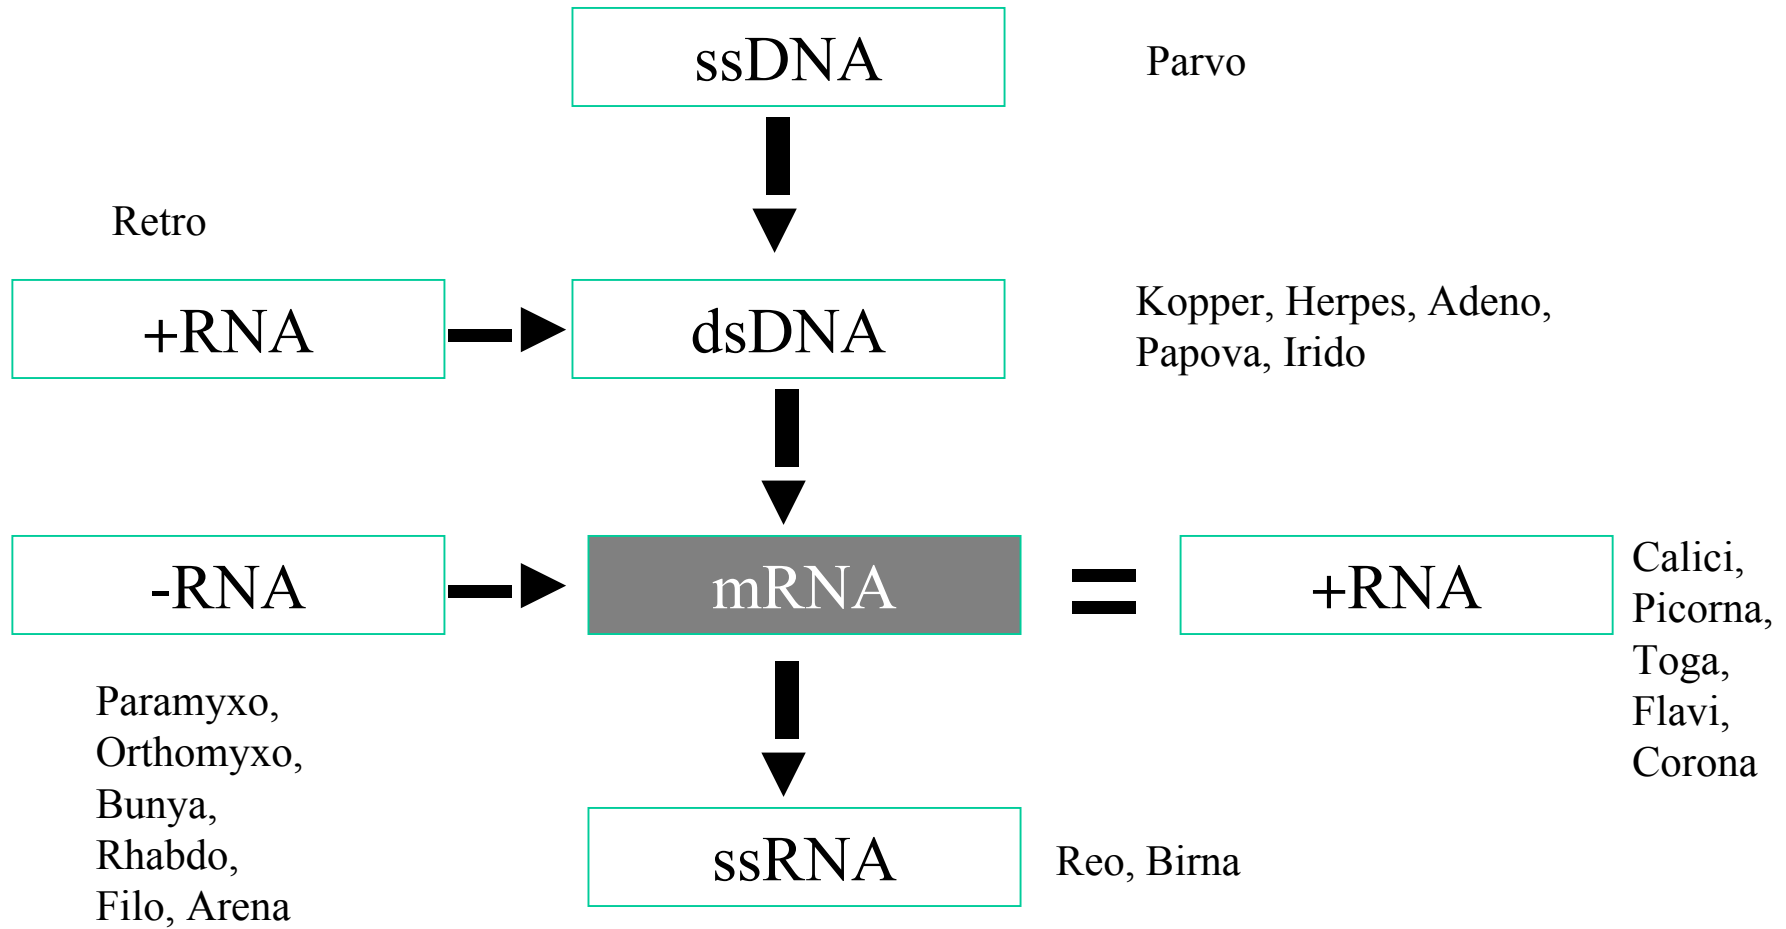 ssDNA
Parvo
Retro
+RNA
dsDNA
Kopper, Herpes, Adeno,
Papova, Irido
-RNA
mRNA
=
+RNA
Calici,
Picorna,
Toga,
Flavi,
Corona
Paramyxo,
Orthomyxo,
Bunya,
Rhabdo,
Filo, Arena
ssRNA
Reo, Birna